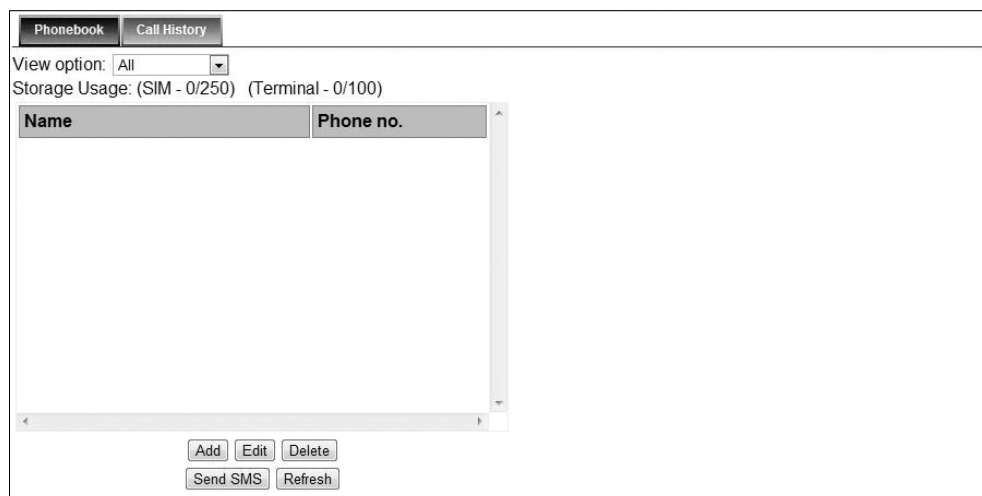 Phonebook Call History
View option: All
Storage Usage: (SIM - 0/250) (Terminal - 0/100)
Name Phone no.
Add Edit Delete
Send SMS Refresh